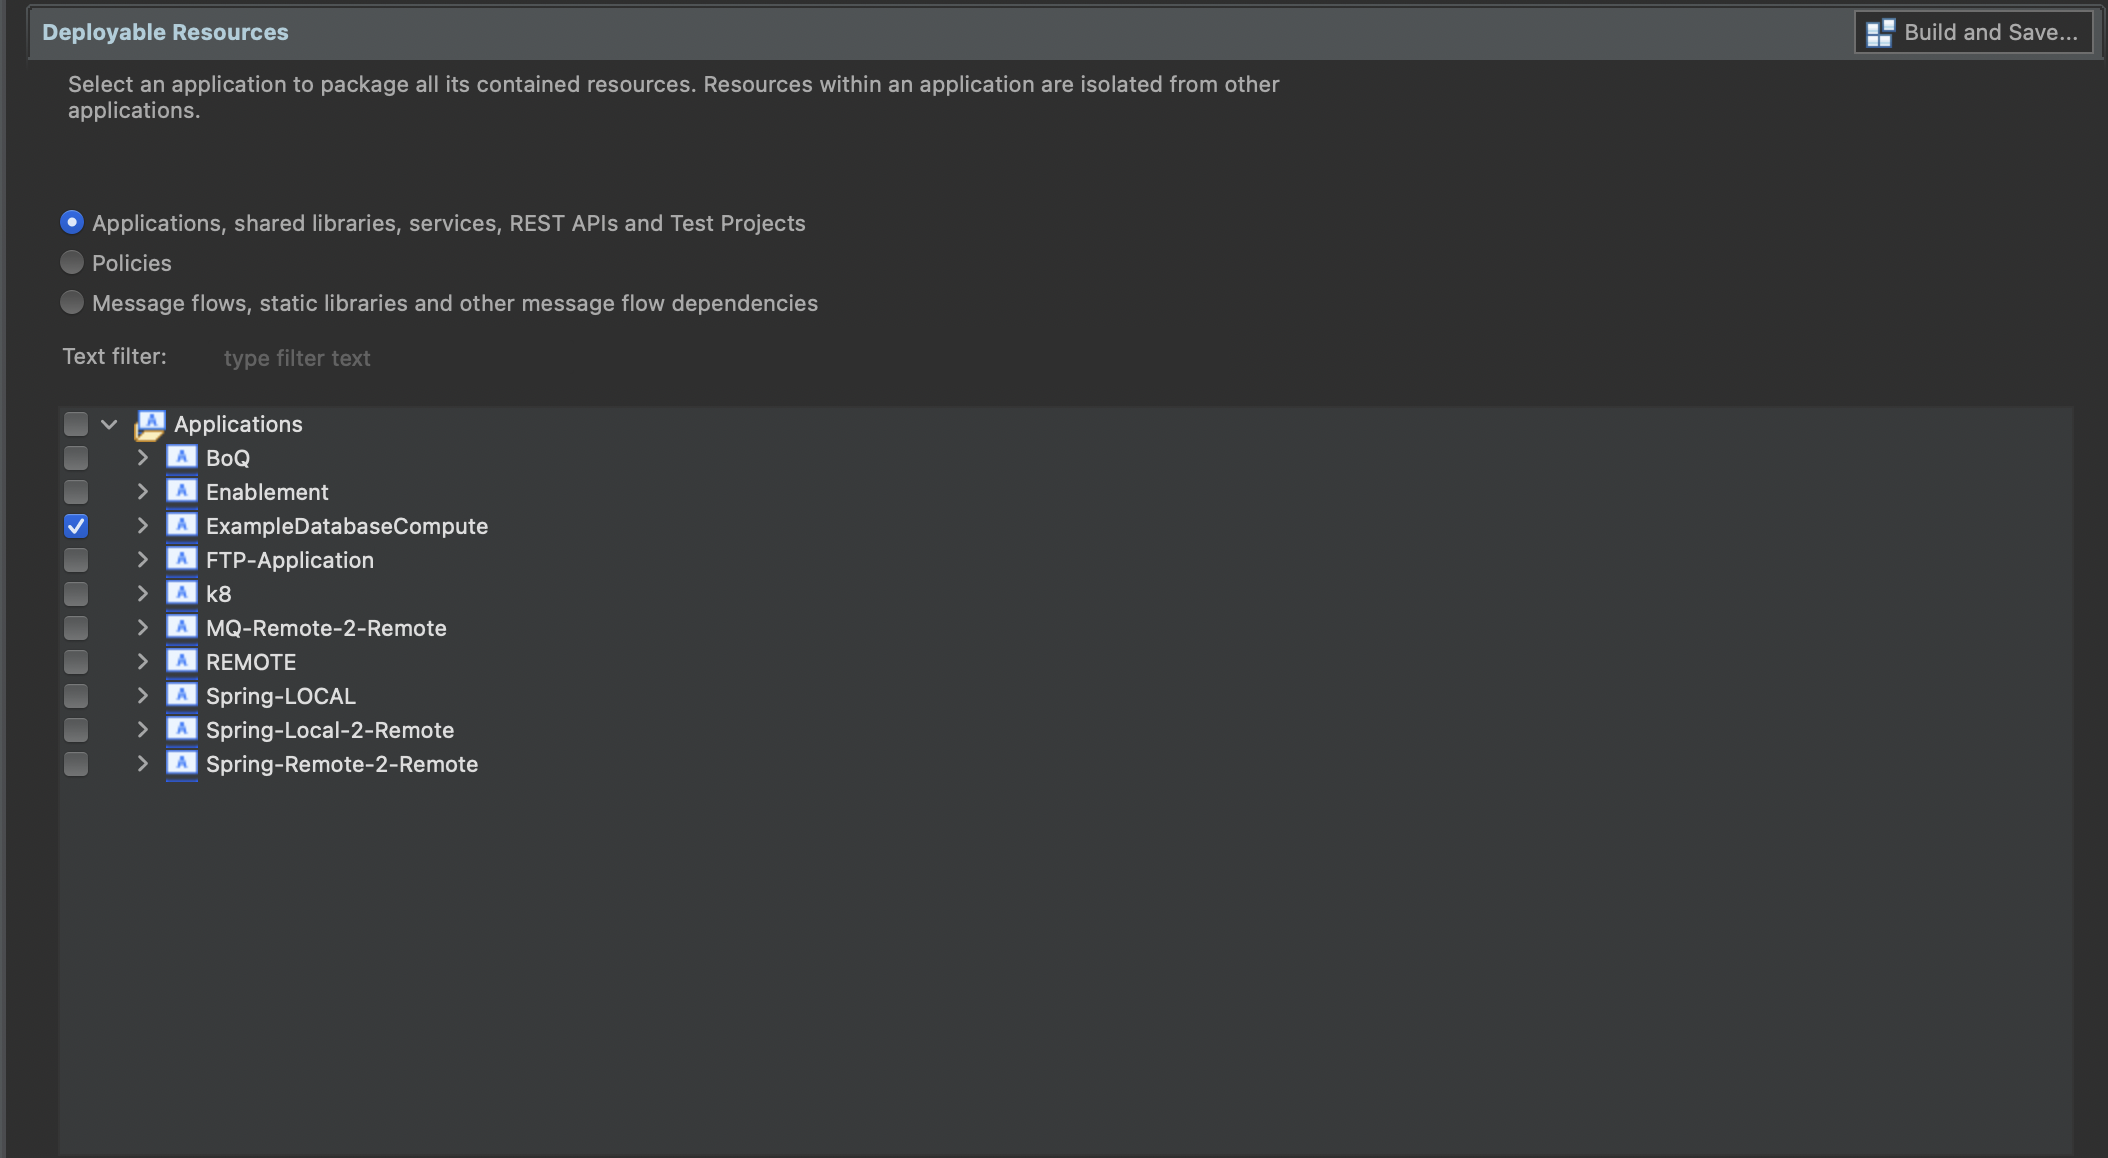 Deployable Resources
Build and Save...
Select an application to package all its contained resources. Resources within an application are isolated from other
applications.
Applications, shared libraries, services, REST APIs and Test Projects
Policies
Message flows, static libraries and other message flow dependencies
Text filter:
type filter text
Applications
BoQ
Enablement
ExampleDatabaseCompute
FTP-Application
k8
MQ-Remote-2-Remote
REMOTE
Spring-LOCAL
Spring-Local-2-Remote
Spring-Remote-2-Remote